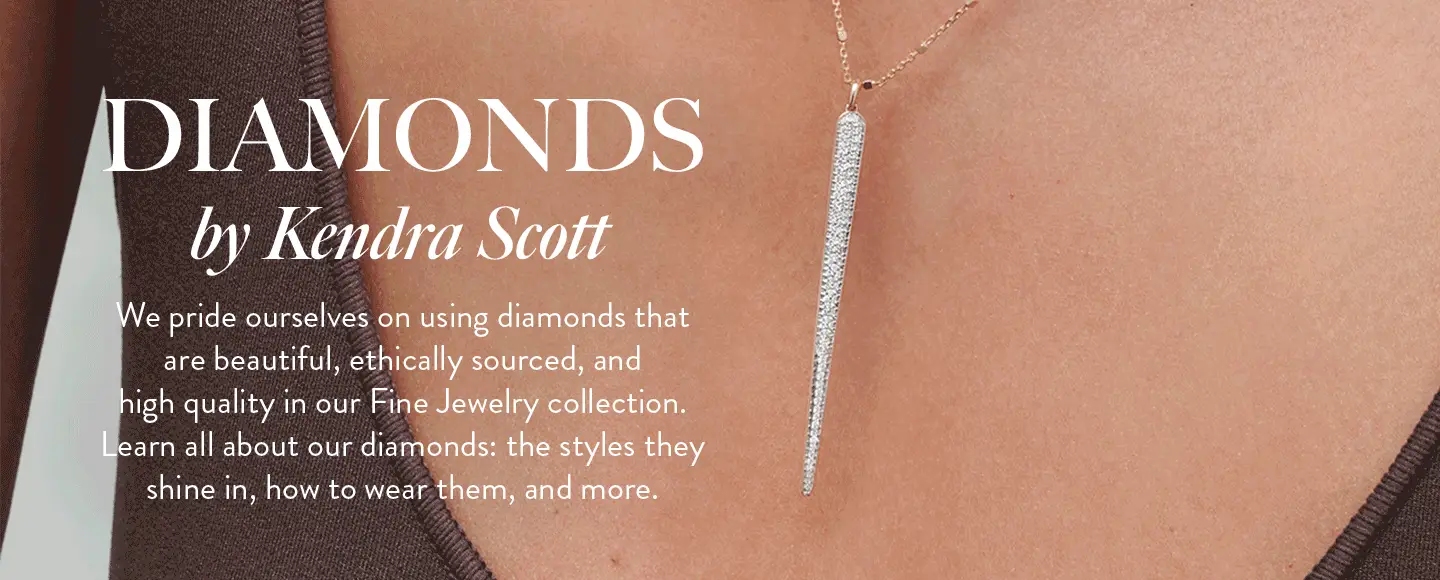 DIAMONDS
by Kendra Scott
We pride ourselves on using diamonds that
are beautiful, ethically sourced, and
high quality in our Fine Jewelry collection.
Learn all about our diamonds: the styles they
shine in, how to wear them, and more.